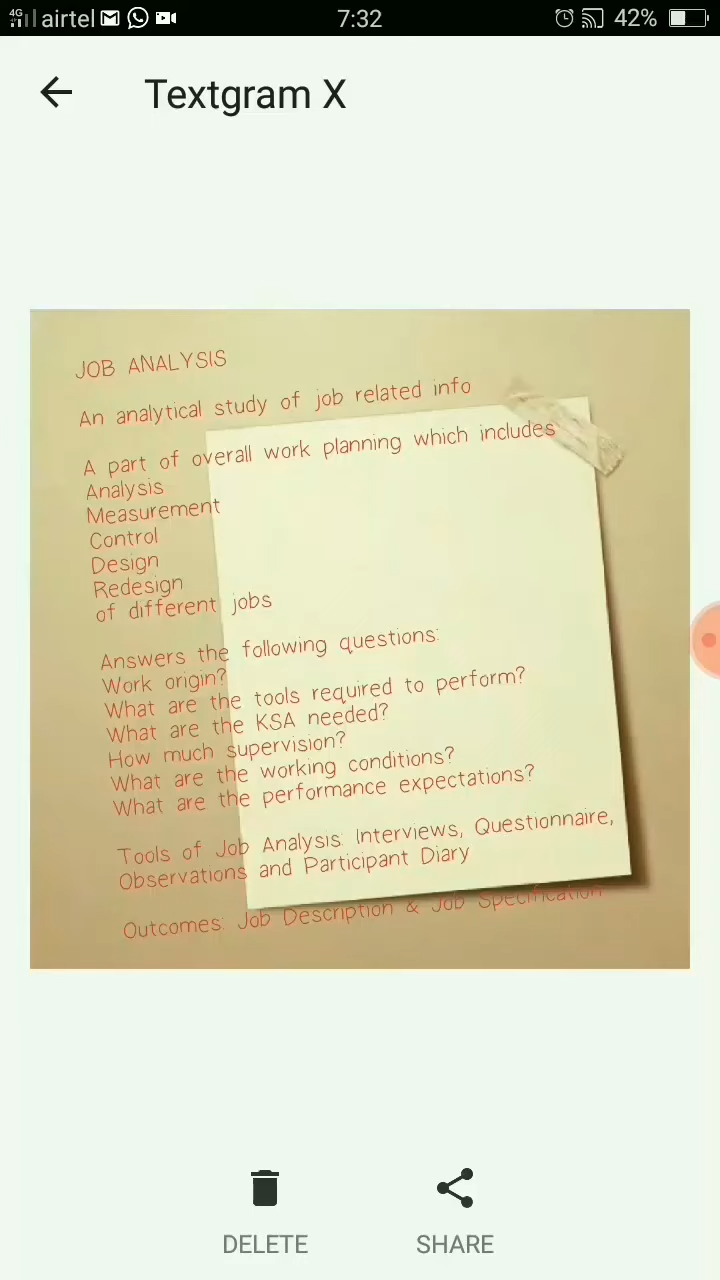 4G airtel 7:32 42%
Textgram X
JOB ANALYSIS
An analytical study of job related info
A part of overall work planning which includes
Analysis
Measurement
Control
Design
Redesign
of different jobs
Answers the following questions:
Work origin?
What are the tools required to perform?
What are the KSA needed?
How much supervision?
What are the working conditions?
What are the performance expectations?
Tools of Job Analysis: Interviews, Questionnaire,
Observations and Participant Diary
Outcomes: Job Description & Job Specification
DELETE SHARE